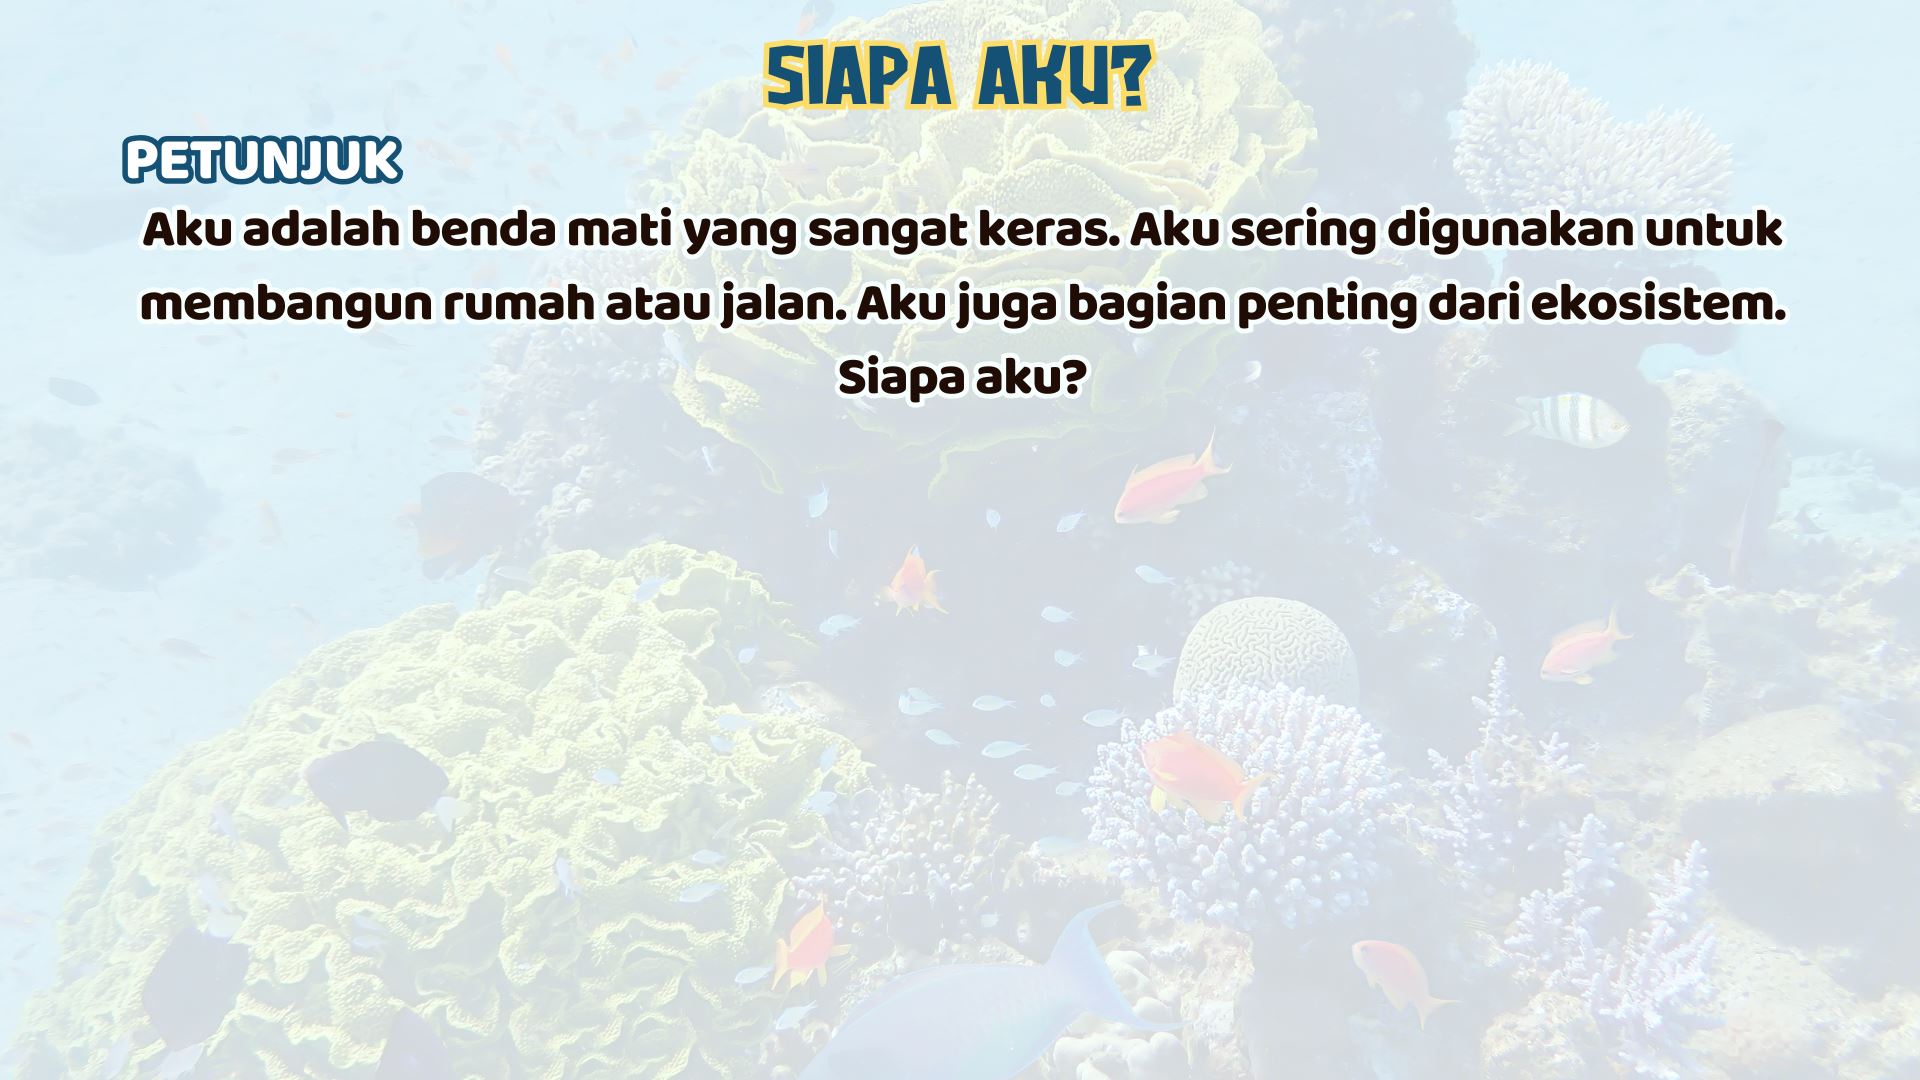 SIAPA AKU?
PETUNJUK
Aku adalah benda mati yang sangat keras. Aku sering digunakan untuk
membangun rumah atau jalan. Aku juga bagian penting dari ekosistem.
Siapa aku?